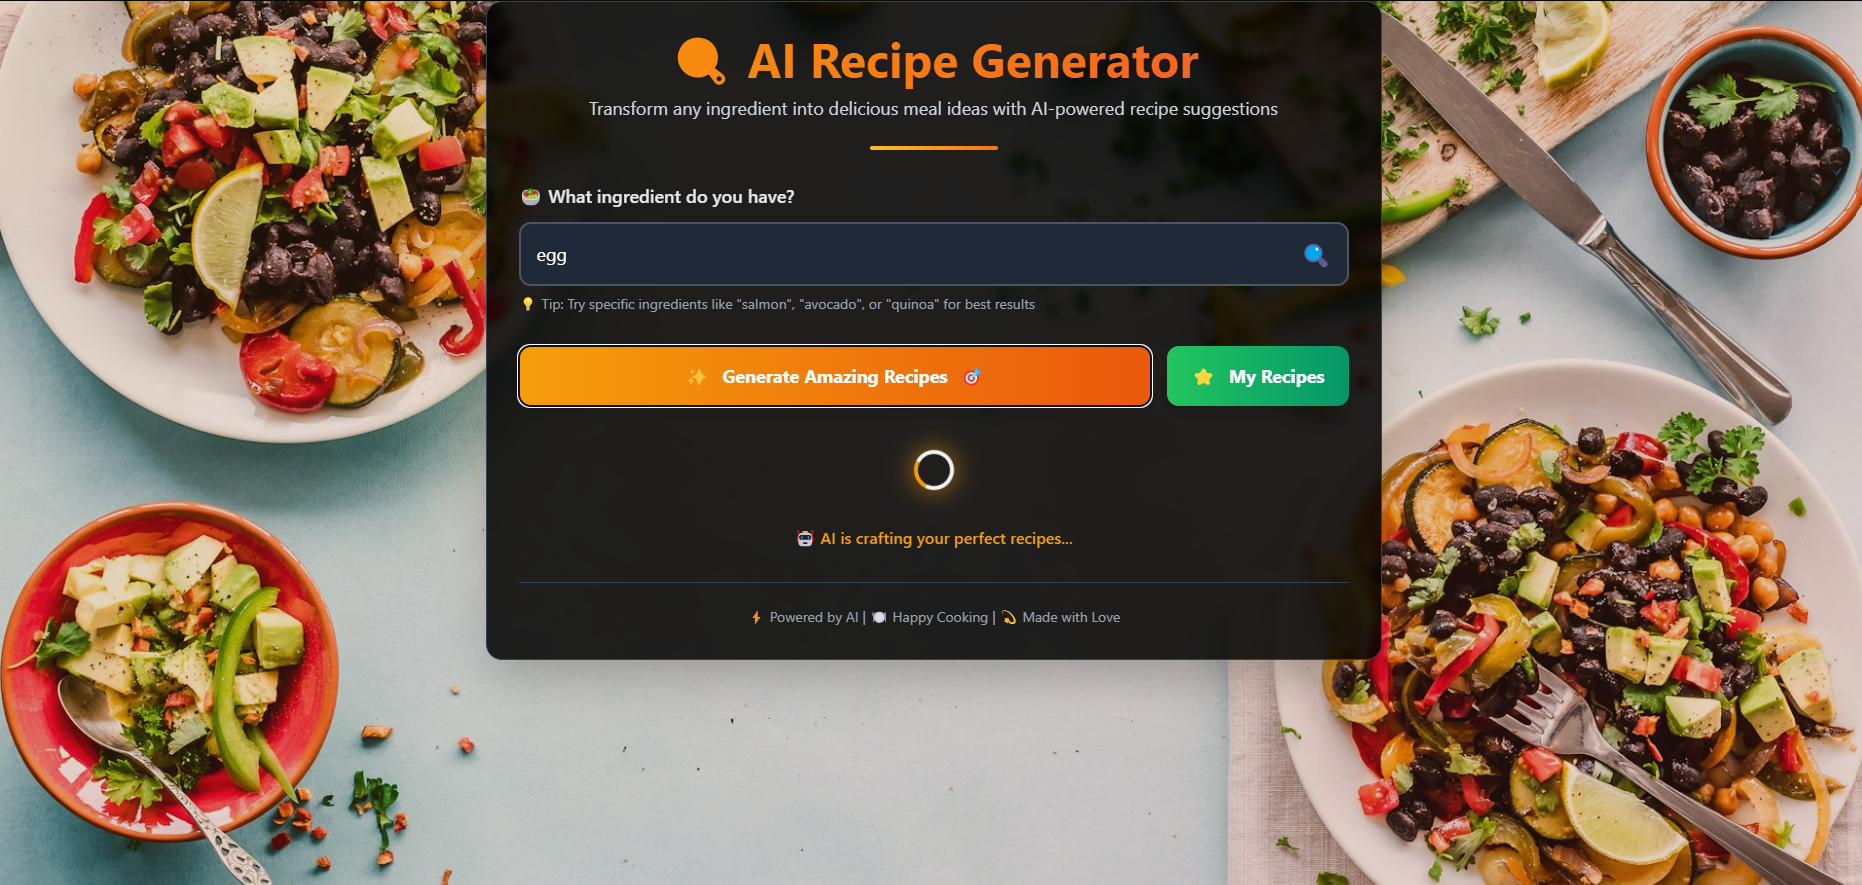 AI Recipe Generator
Transform any ingredient into delicious meal ideas with AI-powered recipe suggestions
What ingredient do you have?
egg
Tip: Try specific ingredients like "salmon", "avocado", or "quinoa" for best results
Generate Amazing Recipes
My Recipes
AI is crafting your perfect recipes...
Powered by AI | Happy Cooking | Made with Love